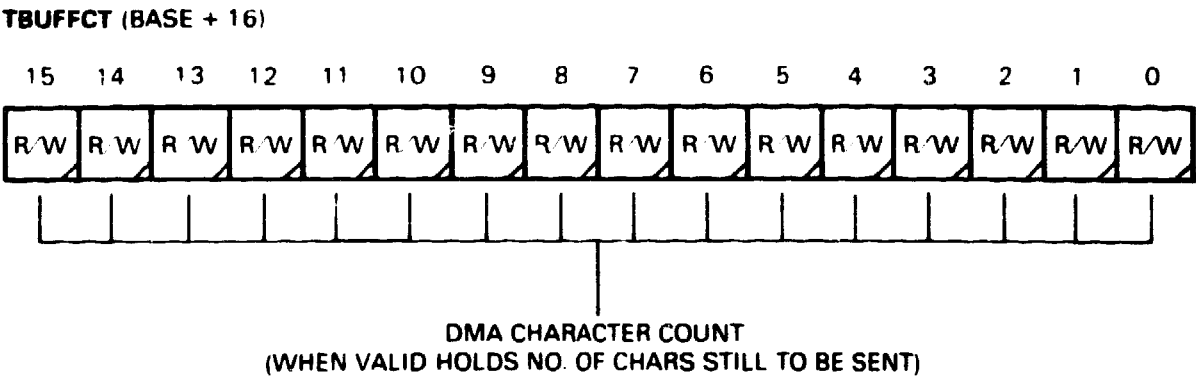 TBUFFCT (BASE + 16)
15 14 13 12 11 10 9 8 7 6 5 4 3 2 1 0
R/W R/W R/W R/W R/W R/W R/W R/W R/W R/W R/W R/W R/W R/W R/W R/W
DMA CHARACTER COUNT
(WHEN VALID HOLDS NO. OF CHARS STILL TO BE SENT)